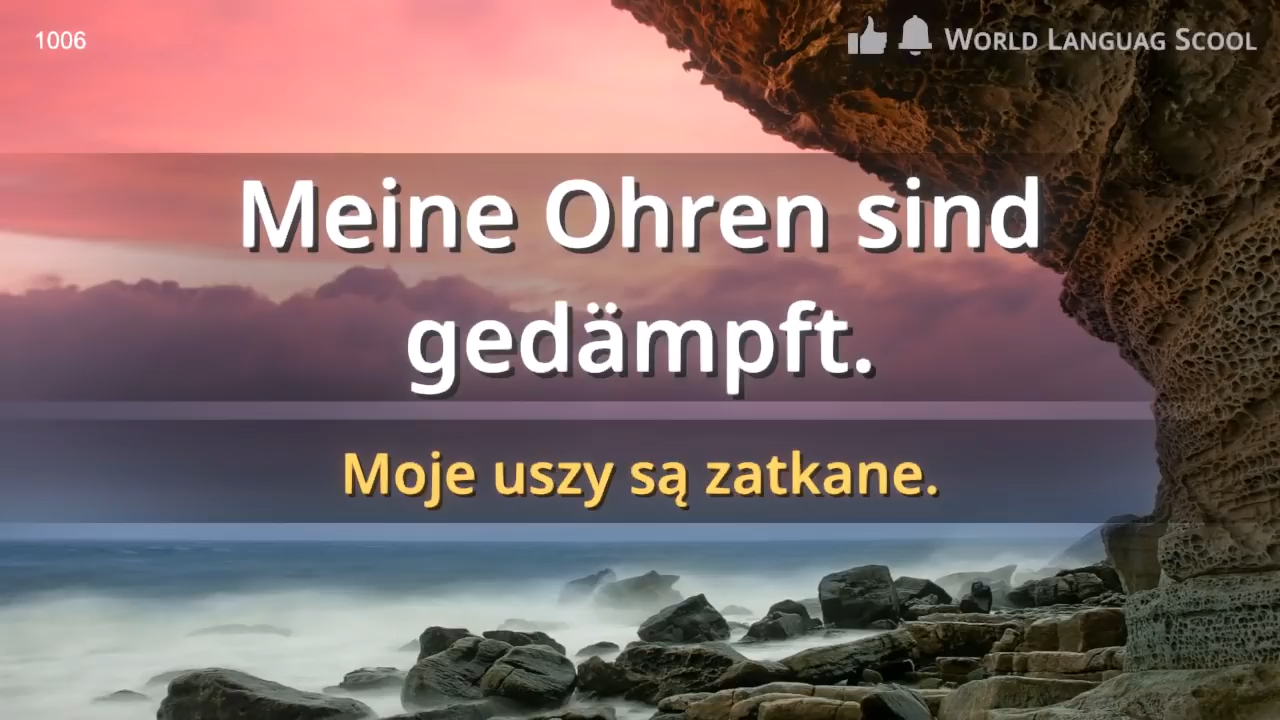 1006
World Languag Scool
Meine Ohren sind
gedämpft.
Moje uszy są zatkane.